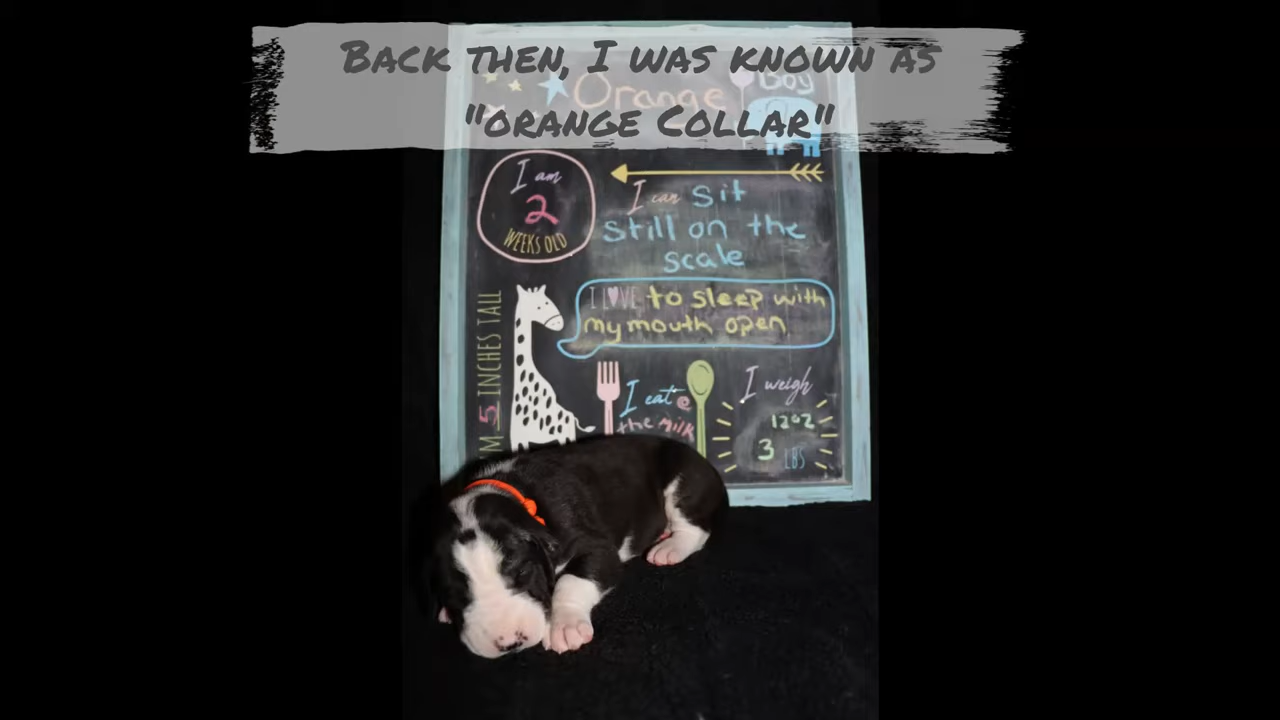 Back then, I was known as
"orange Collar"
Orange Boy
I am
2
WEEKS OLD
I can Sit
Still on the
scale
I LOVE to sleep with
my mouth open
INCHES TALL
5
I eat
the milk
I weigh
12oz
3 LBS